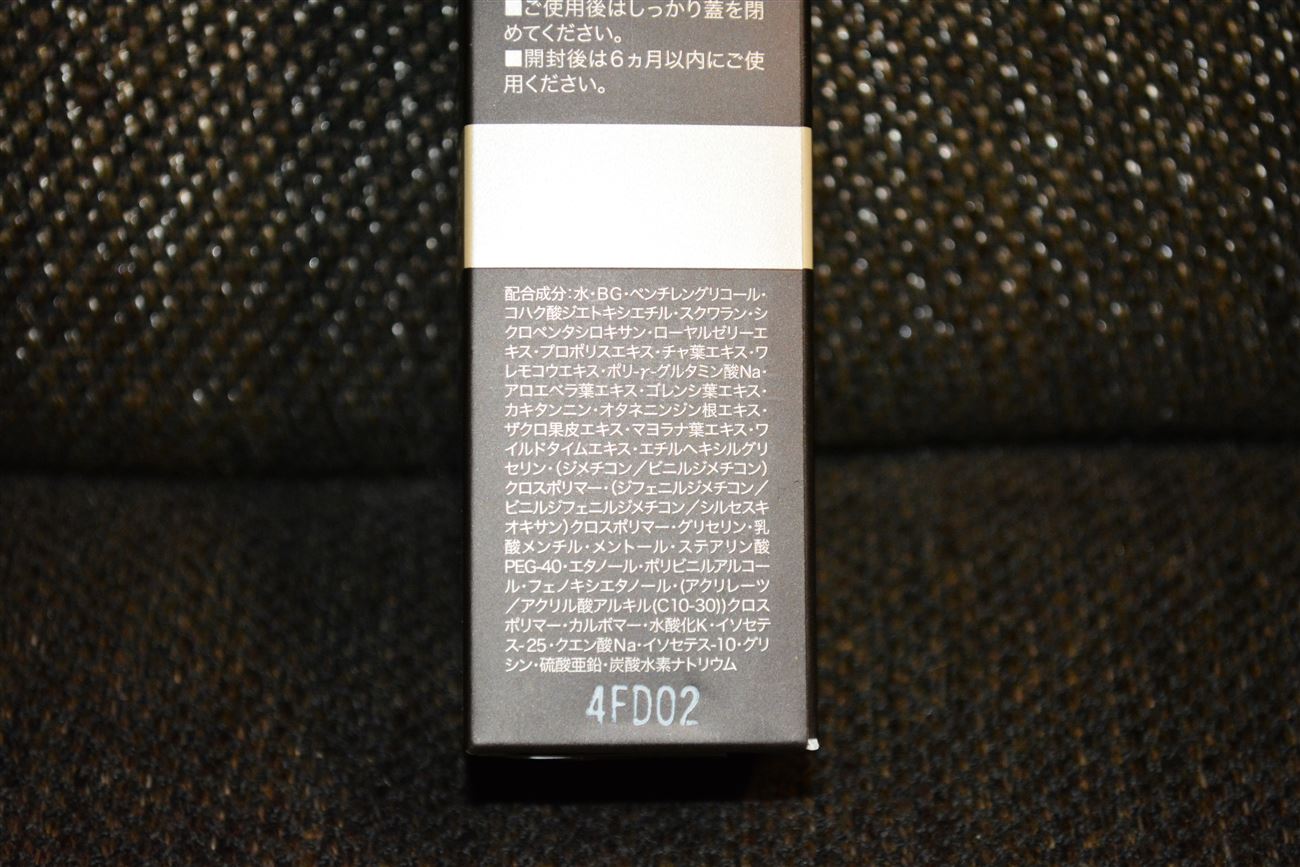 ■ご使用後はしっかり蓋を閉
めてください。
■開封後は6ヵ月以内にご使
用ください。
配合成分:水・BG・ペンチレングリコール・
コハク酸ジエトキシエチル・スクワラン・シ
クロペンタシロキサン・ローヤルゼリーエ
キス・プロポリスエキス・チャ葉エキス・ワ
レモコウエキス・ポリ-γ-グルタミン酸Na・
アロエベラ葉エキス・ゴレンシ葉エキス・
カキタンニン・オタネニンジン根エキス・
ザクロ果皮エキス・マヨラナ葉エキス・ワ
イルドタイムエキス・エチルヘキシルグリ
セリン・(ジメチコン/ビニルジメチコン)
クロスポリマー・(ジフェニルジメチコン/
ビニルジフェニルジメチコン/シルセスキ
オキサン)クロスポリマー・グリセリン・乳
酸メンチル・メントール・ステアリン酸
PEG-40・エタノール・ポリビニルアルコー
ル・フェノキシエタノール・(アクリレーツ
/アクリル酸アルキル(C10-30))クロス
ポリマー・カルボマー・水酸化K・イソセテ
ス-25・クエン酸Na・イソセテス-10・グリ
シン・硫酸亜鉛・炭酸水素ナトリウム
4FD02